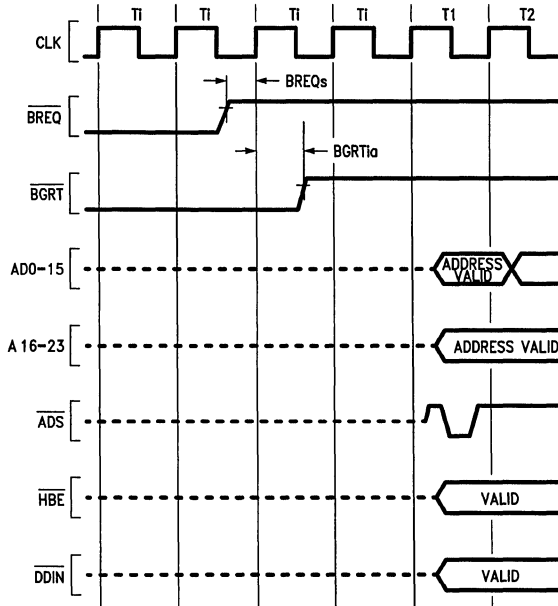 Ti Ti Ti Ti T1 T2
CLK
BREQs
BREQ
BGRTia
BGRT
AD0-15 ADDRESS VALID
A 16-23 ADDRESS VALID
ADS
HBE VALID
DDIN VALID